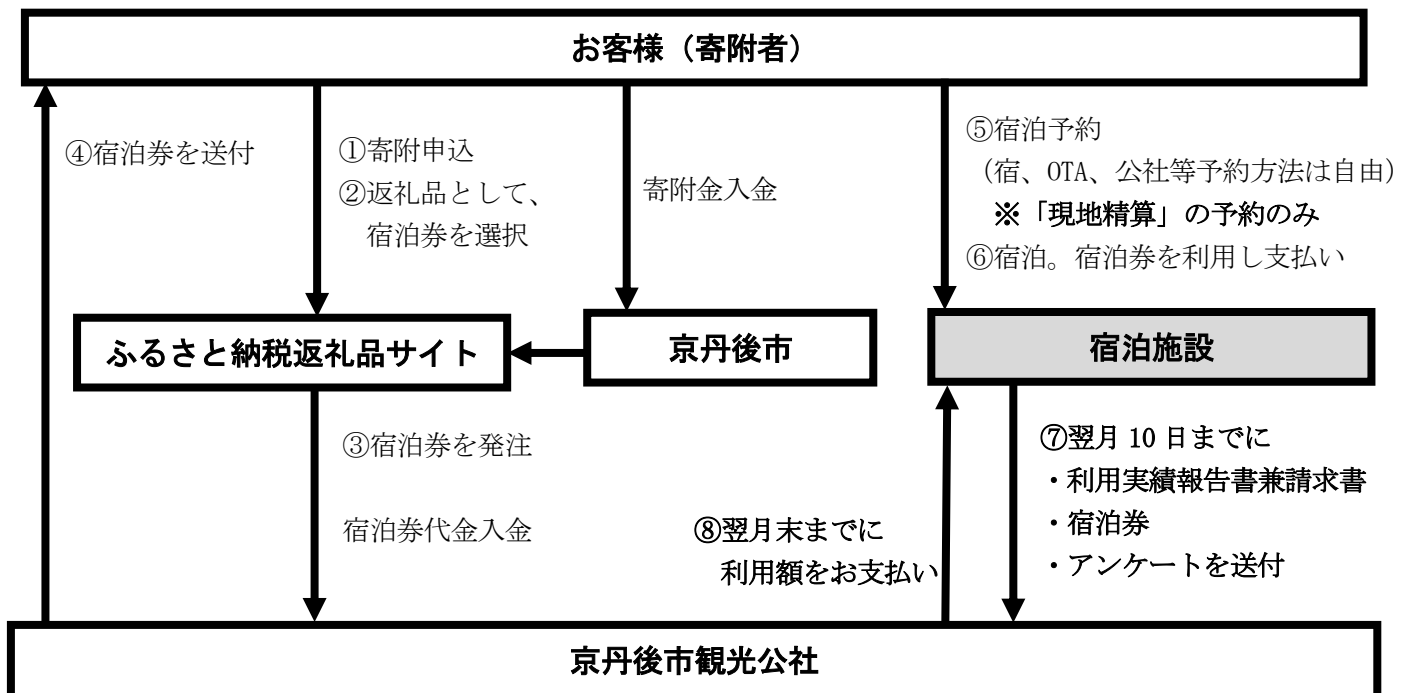 お客様（寄附者）
④宿泊券を送付
①寄附申込
②返礼品として、
宿泊券を選択
寄附金入金
⑤宿泊予約
（宿、OTA、公社等予約方法は自由）
※「現地精算」の予約のみ
⑥宿泊。宿泊券を利用し支払い
ふるさと納税返礼品サイト
京丹後市
宿泊施設
③宿泊券を発注
宿泊券代金入金
⑧翌月末までに
利用額をお支払い
⑦翌月 10 日までに
・利用実績報告書兼請求書
・宿泊券
・アンケートを送付
京丹後市観光公社